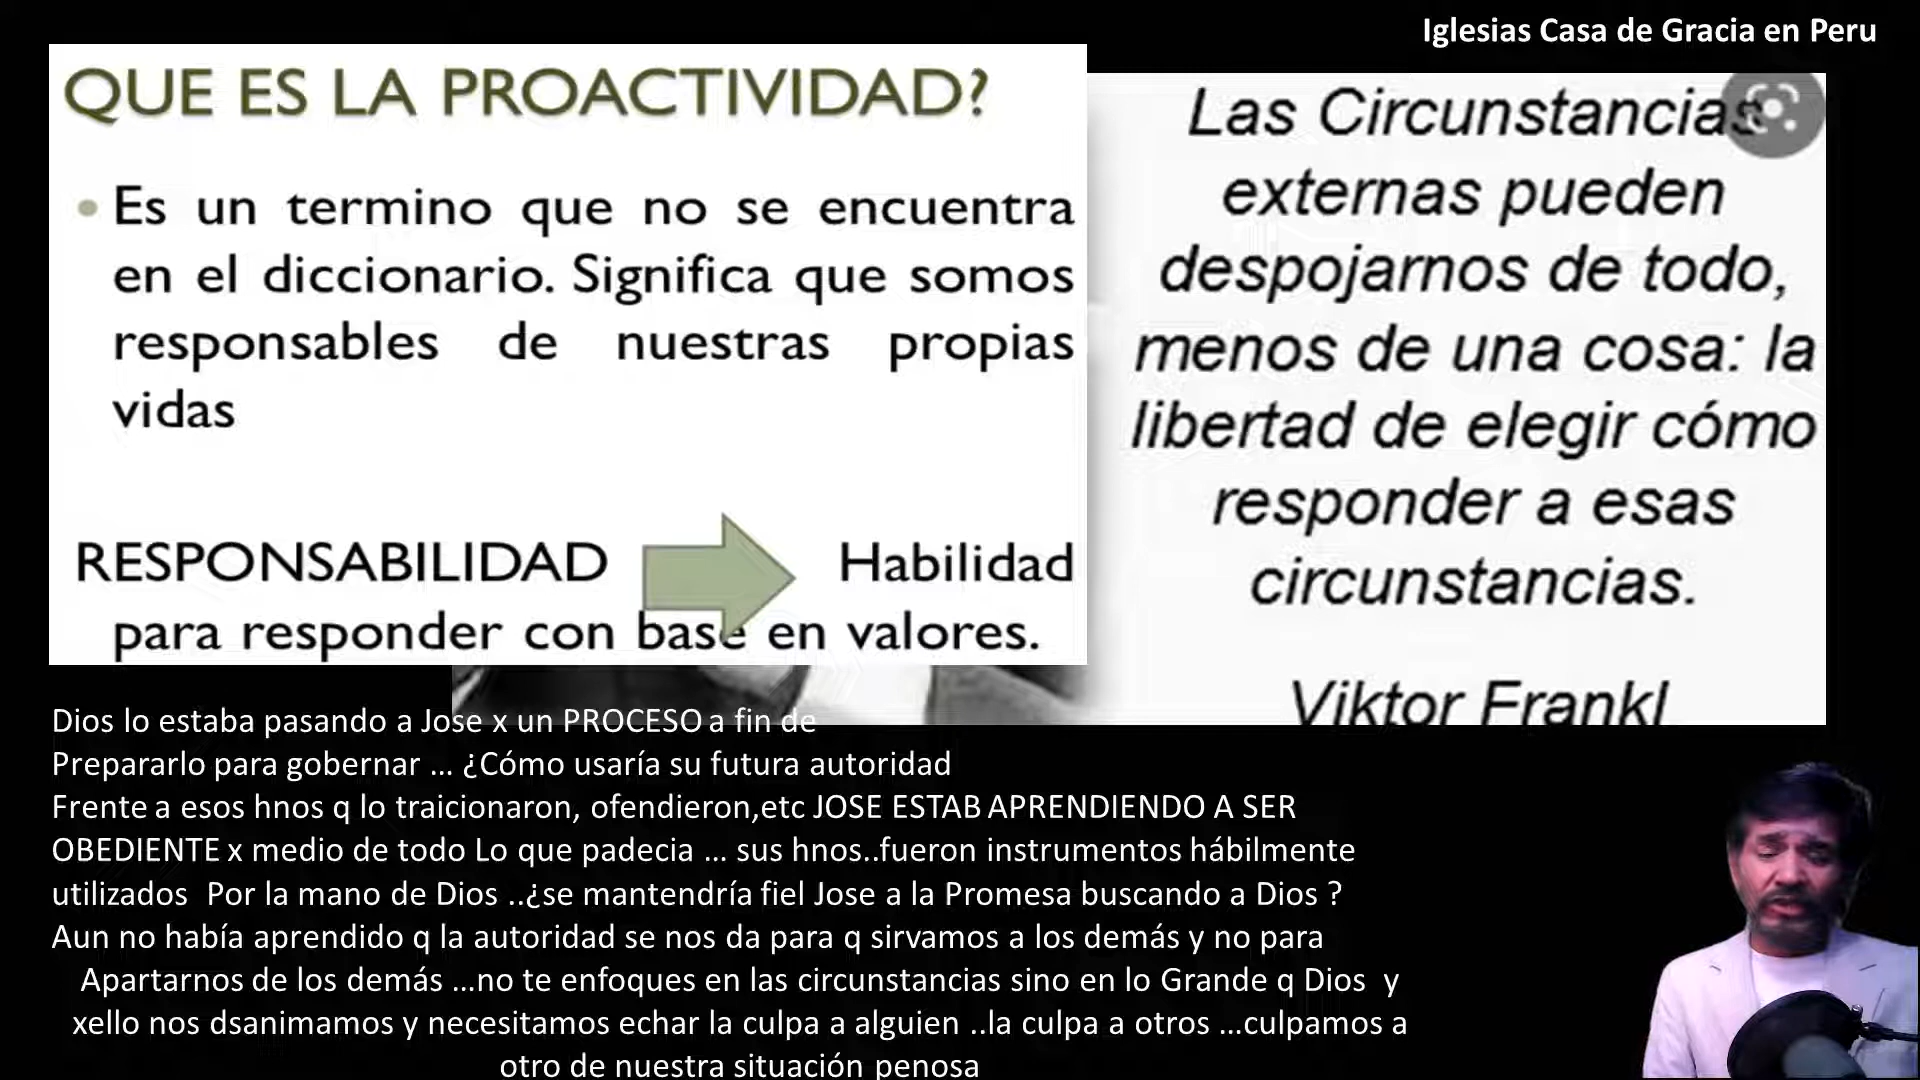 Iglesias Casa de Gracia en Peru
QUE ES LA PROACTIVIDAD?
• Es un termino que no se encuentra
en el diccionario. Significa que somos
responsables de nuestras propias
vidas
RESPONSABILIDAD Habilidad
para responder con base en valores.
Las Circunstancias
externas pueden
despojarnos de todo,
menos de una cosa: la
libertad de elegir cómo
responder a esas
circunstancias.
Viktor Frankl
Dios lo estaba pasando a Jose x un PROCESO a fin de
Prepararlo para gobernar ... ¿Cómo usaría su futura autoridad
Frente a esos hnos q lo traicionaron, ofendieron,etc JOSE ESTAB APRENDIENDO A SER
OBEDIENTE x medio de todo Lo que padecia ... sus hnos..fueron instrumentos hábilmente
utilizados Por la mano de Dios ..¿se mantendría fiel Jose a la Promesa buscando a Dios ?
Aun no había aprendido q la autoridad se nos da para q sirvamos a los demás y no para
Apartarnos de los demás ...no te enfoques en las circunstancias sino en lo Grande q Dios y
xello nos dsanimamos y necesitamos echar la culpa a alguien ..la culpa a otros ...culpamos a
otro de nuestra situación penosa